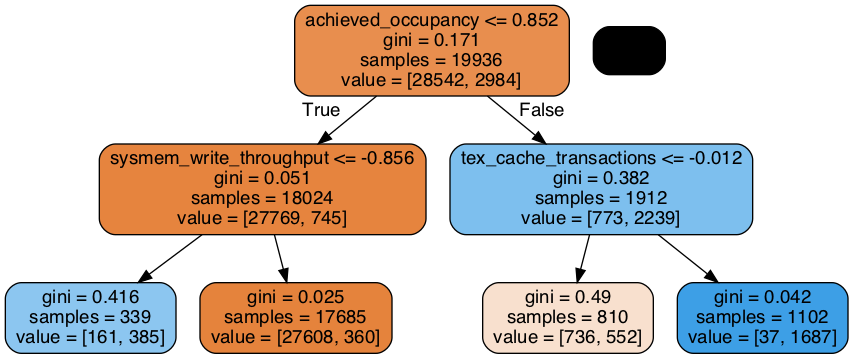 achieved_occupancy <= 0.852
gini = 0.171
samples = 19936
value = [28542, 2984]
True
False
sysmem_write_throughput <= -0.856
gini = 0.051
samples = 18024
value = [27769, 745]
tex_cache_transactions <= -0.012
gini = 0.382
samples = 1912
value = [773, 2239]
gini = 0.416
samples = 339
value = [161, 385]
gini = 0.025
samples = 17685
value = [27608, 360]
gini = 0.49
samples = 810
value = [736, 552]
gini = 0.042
samples = 1102
value = [37, 1687]